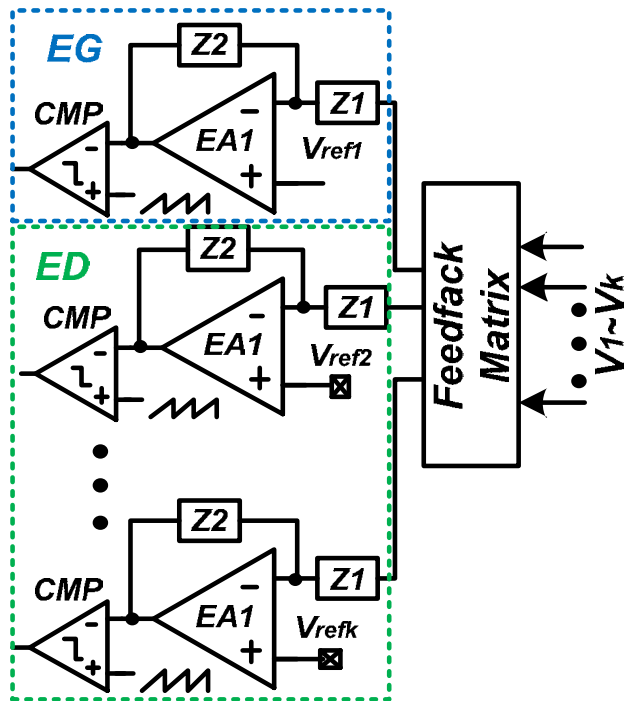 EG
Z2
CMP
EA1
Z1
Vref1
ED
Z2
CMP
EA1
Z1
Vref2
Z2
CMP
EA1
Z1
Vrefk
Feedfack
Matrix
V1~Vk